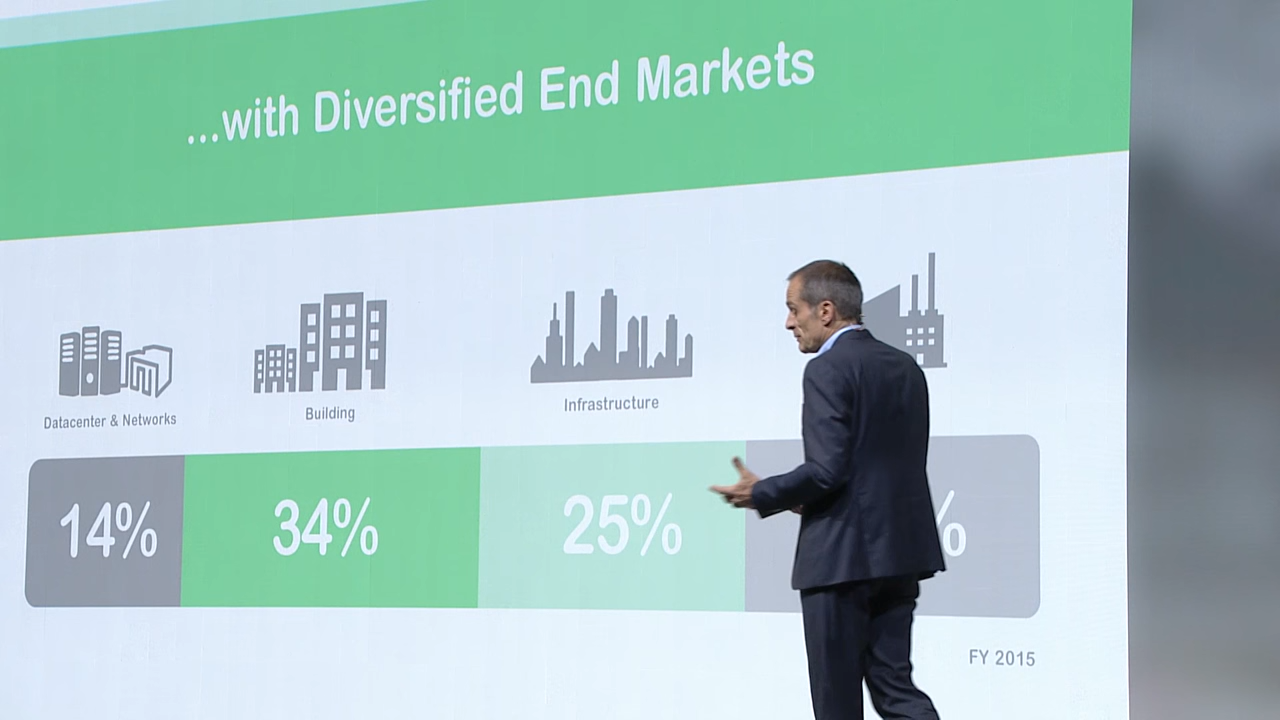 ...with Diversified End Markets
Datacenter & Networks
Building
Infrastructure
14%
34%
25%
%
FY 2015